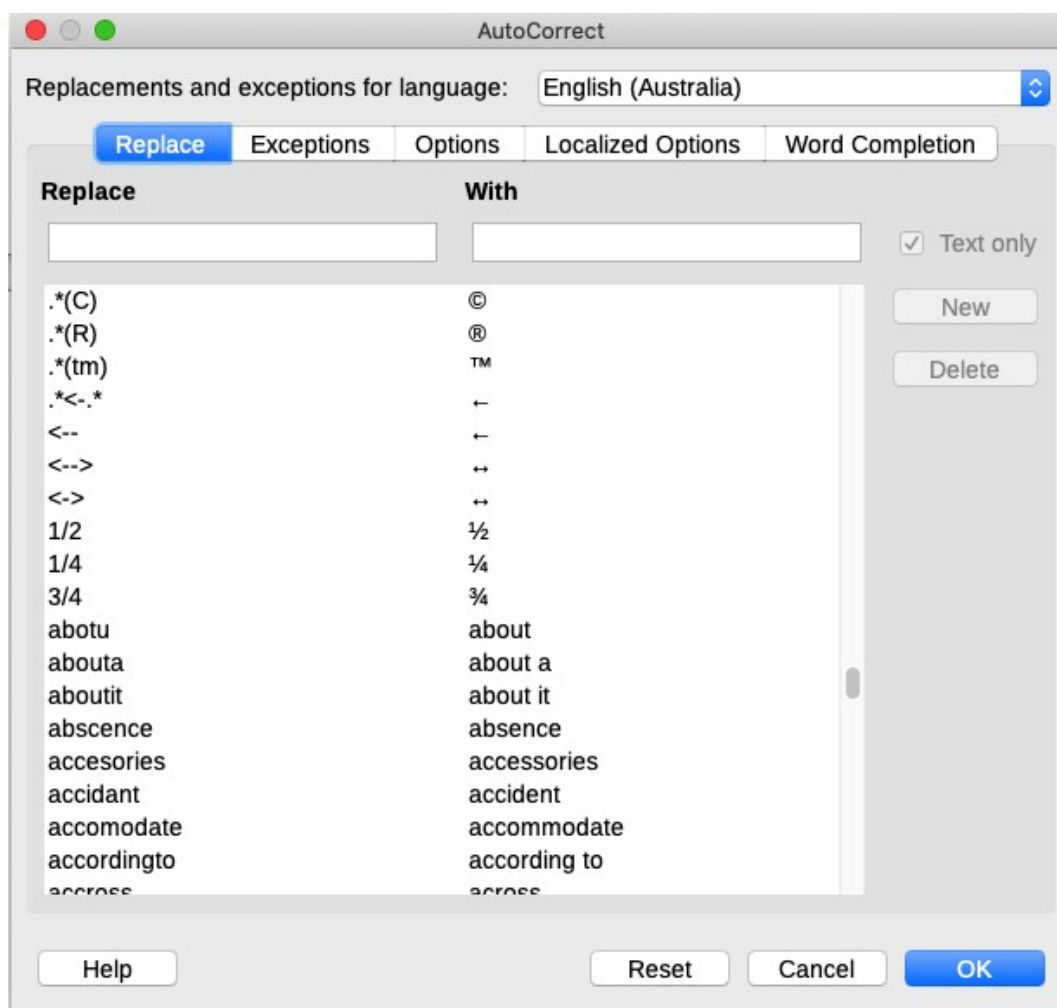 AutoCorrect
Replacements and exceptions for language: English (Australia)
Replace Exceptions Options Localized Options Word Completion
Replace With
Text only
.*(C) ©
New
.*(R) ®
.*(tm) ™
Delete
.*<-.* ←
<-- ←
<--> ↔
<-> ↔
1/2 ½
1/4 ¼
3/4 ¾
abotu about
abouta about a
aboutit about it
abscence absence
accesories accessories
accidant accident
accomodate accommodate
accordingto according to
accross across
Help Reset Cancel OK